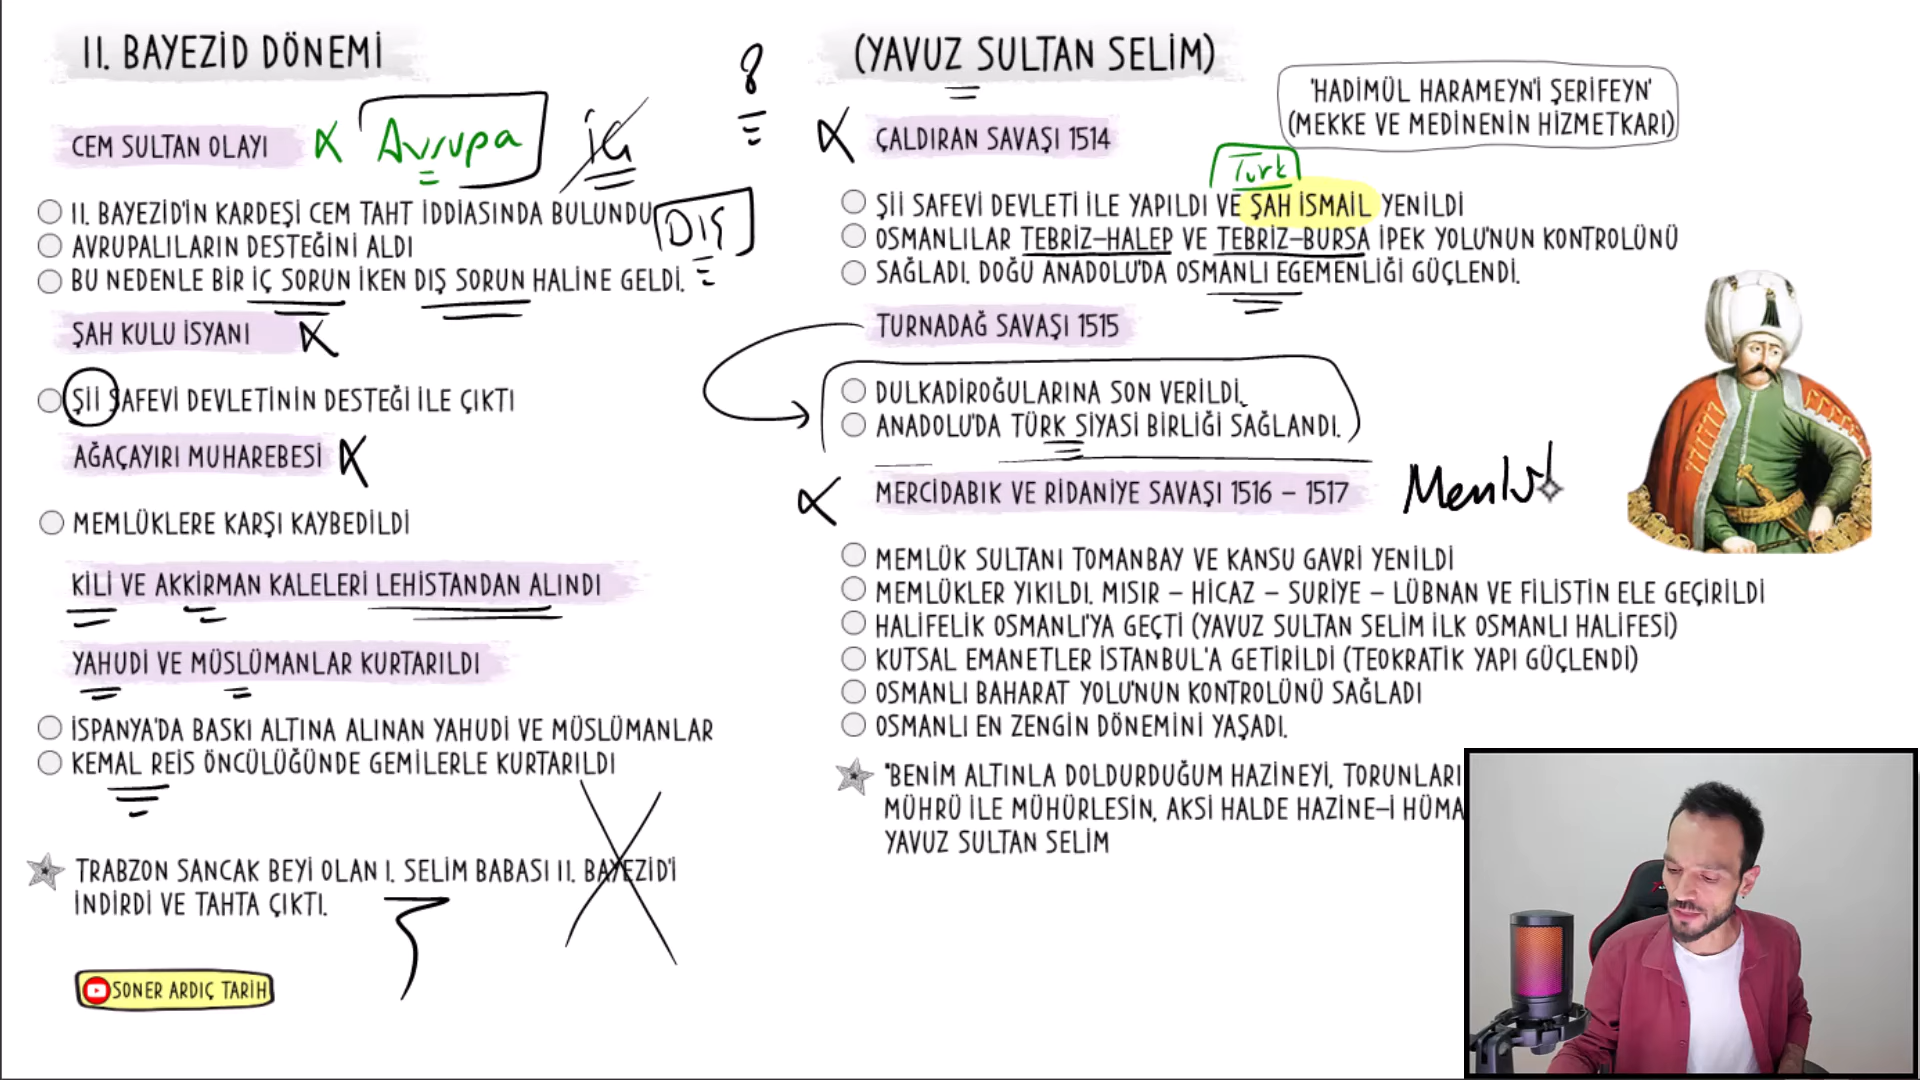 II. BAYEZİD DÖNEMİ
CEM SULTAN OLAYI
Avrupa
İÇ
II. BAYEZİD'İN KARDEŞİ CEM TAHT İDDİASINDA BULUNDU
DIŞ
AVRUPALILARIN DESTEĞİNİ ALDI
BU NEDENLE BİR İÇ SORUN İKEN DIŞ SORUN HALİNE GELDİ.
ŞAH KULU İSYANI
Şİİ SAFEVİ DEVLETİNİN DESTEĞİ İLE ÇIKTI
AĞAÇAYIRI MUHAREBESİ
MEMLÜKLERE KARŞI KAYBEDİLDİ
KİLİ VE AKKİRMAN KALELERİ LEHİSTANDAN ALINDI
YAHUDİ VE MÜSLÜMANLAR KURTARILDI
İSPANYA'DA BASKI ALTINA ALINAN YAHUDİ VE MÜSLÜMANLAR
KEMAL REİS ÖNCÜLÜĞÜNDE GEMİLERLE KURTARILDI
TRABZON SANCAK BEYİ OLAN I. SELİM BABASI II. BAYEZİD'İ
İNDİRDİ VE TAHTA ÇIKTI.
SONER ARDIÇ TARİH
8
(YAVUZ SULTAN SELİM)
'HADİMÜL HARAMEYN'İ ŞERİFEYN'
(MEKKE VE MEDİNENİN HİZMETKARI)
ÇALDIRAN SAVAŞI 1514
Türk
Şİİ SAFEVİ DEVLETİ İLE YAPILDI VE ŞAH İSMAİL YENİLDİ
OSMANLILAR TEBRİZ–HALEP VE TEBRİZ–BURSA İPEK YOLU'NUN KONTROLÜNÜ
SAĞLADI. DOĞU ANADOLU'DA OSMANLI EGEMENLİĞİ GÜÇLENDİ.
TURNADAĞ SAVAŞI 1515
DULKADİROĞULARINA SON VERİLDİ.
ANADOLU'DA TÜRK SİYASİ BİRLİĞİ SAĞLANDI.
MERCİDABIK VE RİDANİYE SAVAŞI 1516 – 1517
MEMLÜK SULTANI TOMANBAY VE KANSU GAVRİ YENİLDİ
MEMLÜKLER YIKILDI. MISIR – HİCAZ – SURİYE – LÜBNAN VE FİLİSTİN ELE GEÇİRİLDİ
HALİFELİK OSMANLI'YA GEÇTİ (YAVUZ SULTAN SELİM İLK OSMANLI HALİFESİ)
KUTSAL EMANETLER İSTANBUL'A GETİRİLDİ (TEOKRATİK YAPI GÜÇLENDİ)
OSMANLI BAHARAT YOLU'NUN KONTROLÜNÜ SAĞLADI
OSMANLI EN ZENGİN DÖNEMİNİ YAŞADI.
"BENİM ALTINLA DOLDURDUĞUM HAZİNEYİ, TORUNLARI
MÜHRÜ İLE MÜHÜRLESİN, AKSİ HALDE HAZİNE–İ HÜMA
YAVUZ SULTAN SELİM